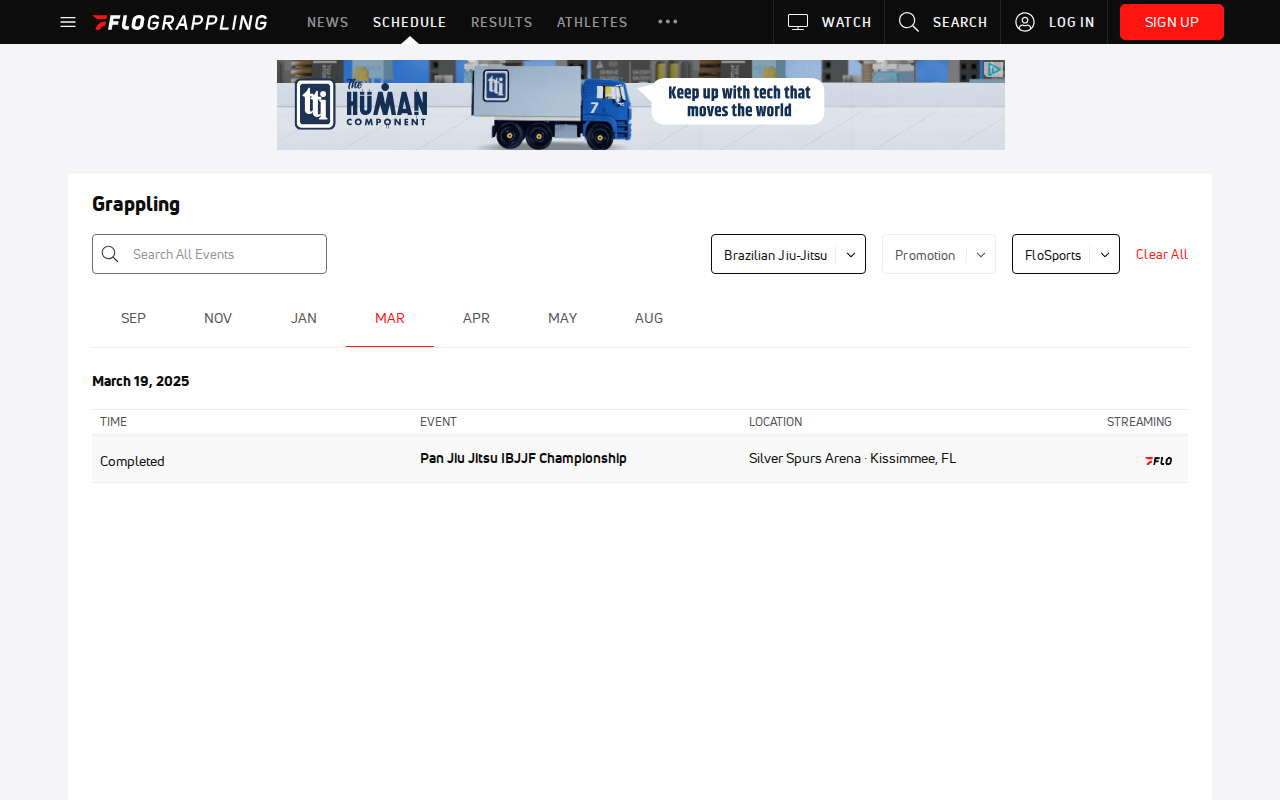 FLOGRAPPLING NEWS SCHEDULE RESULTS ATHLETES WATCH SEARCH LOG IN SIGN UP
tti The HUMAN COMPONENT tti 7 Keep up with tech that
moves the world
Grappling
Search All Events Brazilian Jiu-Jitsu Promotion FloSports Clear All
SEP NOV JAN MAR APR MAY AUG
March 19, 2025
TIME EVENT LOCATION STREAMING
Completed Pan Jiu Jitsu IBJJF Championship Silver Spurs Arena · Kissimmee, FL FLO